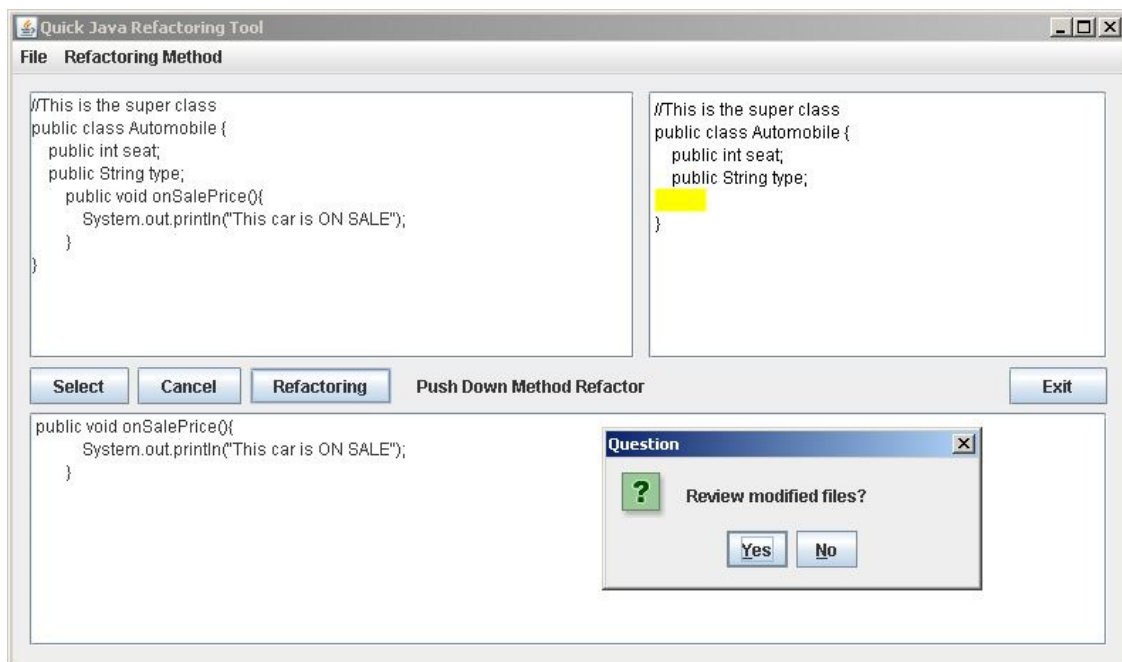 Quick Java Refactoring Tool
File Refactoring Method
//This is the super class
public class Automobile {
public int seat;
public String type;
public void onSalePrice(){
System.out.println("This car is ON SALE");
}
}
//This is the super class
public class Automobile {
public int seat;
public String type;
}
Select Cancel Refactoring Push Down Method Refactor Exit
public void onSalePrice(){
System.out.println("This car is ON SALE");
}
Question
?
Review modified files?
Yes No